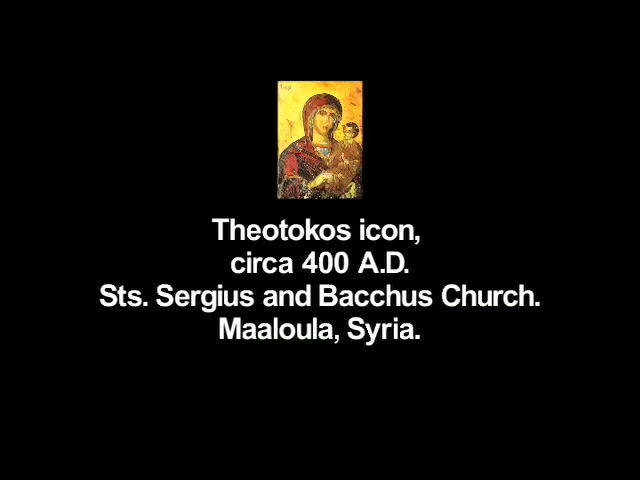 Theotokos icon,
circa 400 A.D.
Sts. Sergius and Bacchus Church.
Maaloula, Syria.